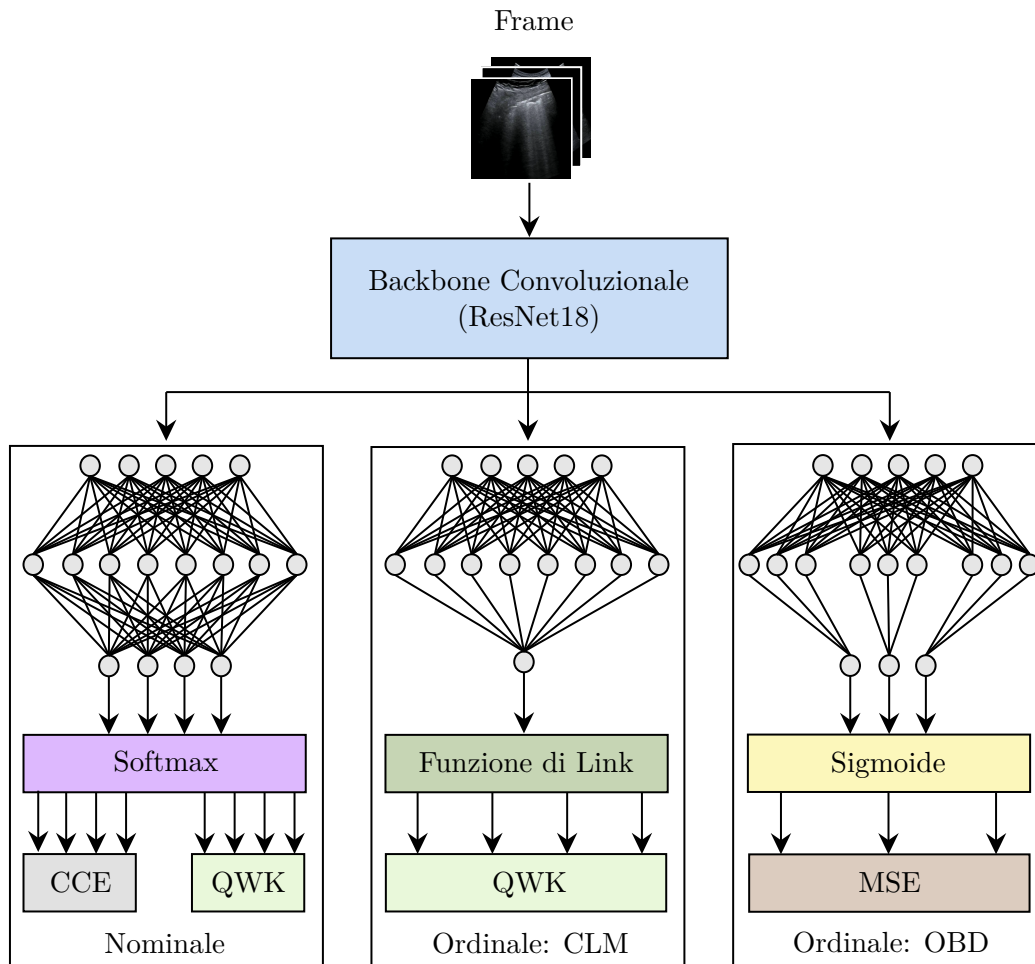 Frame
Backbone Convoluzionale
(ResNet18)
Softmax
Funzione di Link
Sigmoide
CCE
QWK
QWK
MSE
Nominale
Ordinale: CLM
Ordinale: OBD